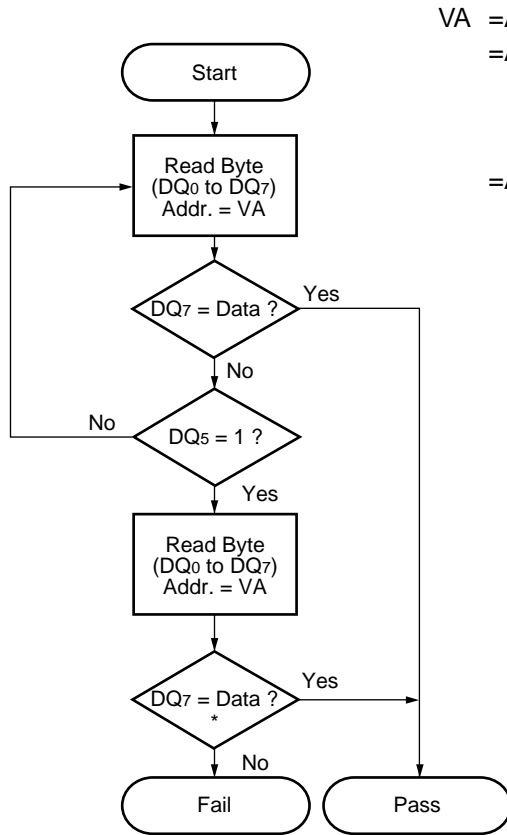 VA =
=
=
Start
Read Byte
(DQ0 to DQ7)
Addr. = VA
DQ7 = Data ?
Yes
No
No
DQ5 = 1 ?
Yes
Read Byte
(DQ0 to DQ7)
Addr. = VA
DQ7 = Data ?
*
Yes
No
Fail
Pass